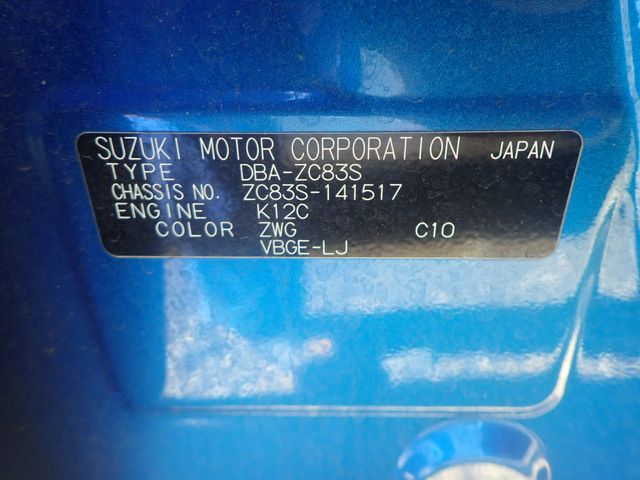 SUZUKI MOTOR CORPORATION JAPAN
TYPE DBA-ZC83S
CHASSIS NO. ZC83S-141517
ENGINE K12C
COLOR ZWG C10
VBGE-LJ